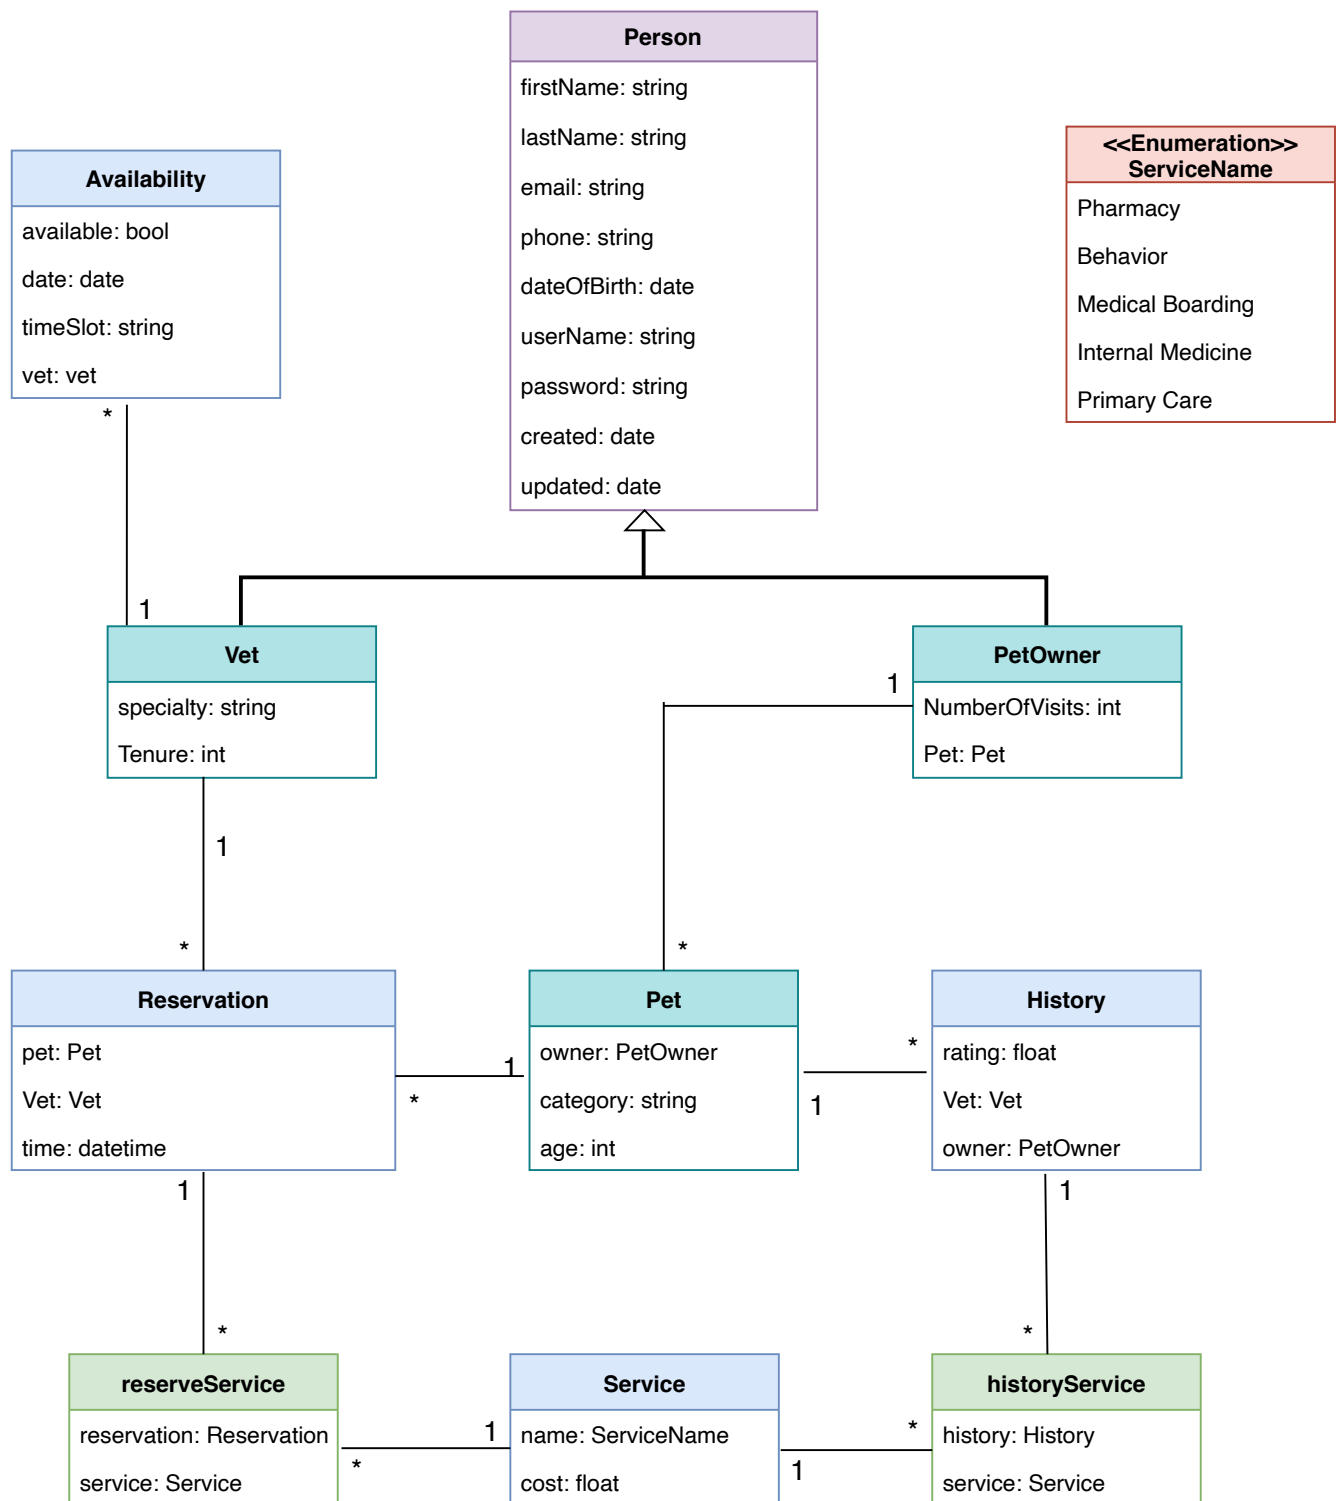 Person
firstName: string
lastName: string
email: string
phone: string
dateOfBirth: date
userName: string
password: string
created: date
updated: date
<<Enumeration>>
ServiceName
Pharmacy
Behavior
Medical Boarding
Internal Medicine
Primary Care
Availability
available: bool
date: date
timeSlot: string
vet: vet
*
1
Vet
specialty: string
Tenure: int
PetOwner
NumberOfVisits: int
Pet: Pet
1
1
*
*
Reservation
pet: Pet
Vet: Vet
time: datetime
1
*
Pet
owner: PetOwner
category: string
age: int
*
1
History
rating: float
Vet: Vet
owner: PetOwner
1
1
*
*
reserveService
reservation: Reservation
service: Service
1
*
Service
name: ServiceName
cost: float
*
1
historyService
history: History
service: Service